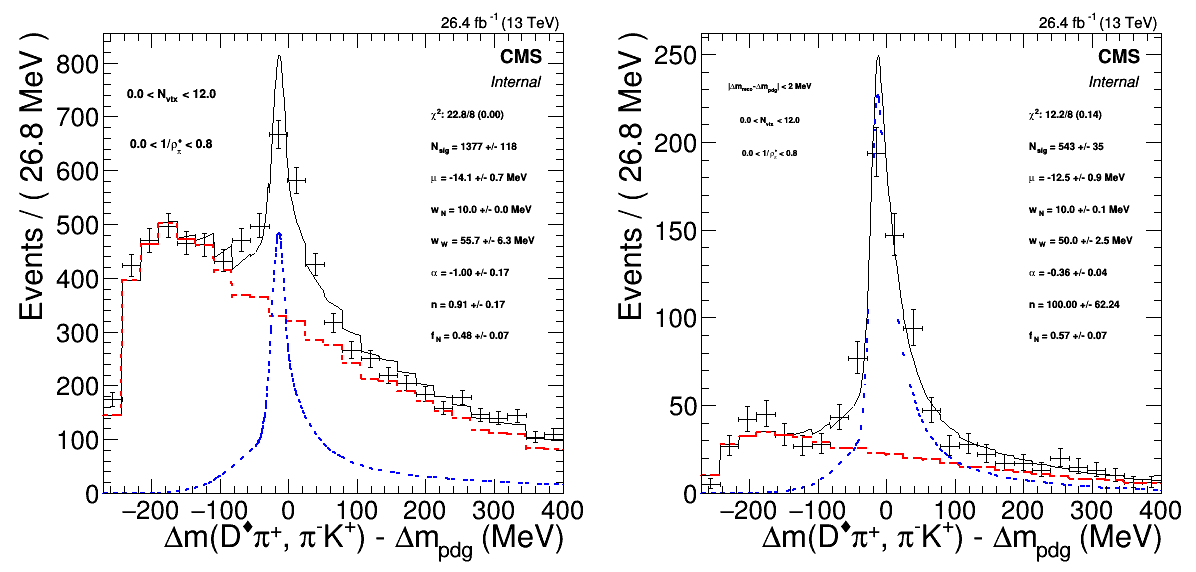 26.4 fb⁻¹ (13 TeV)
CMS
Internal
0.0 < N_vtx < 12.0
0.0 < 1/ρ*_π < 0.8
χ²: 22.8/8 (0.00)
N_sig = 1377 +/- 118
μ = -14.1 +/- 0.7 MeV
w_N = 10.0 +/- 0.0 MeV
w_W = 55.7 +/- 6.3 MeV
α = -1.00 +/- 0.17
n = 0.91 +/- 0.17
f_N = 0.48 +/- 0.07
Events / ( 26.8 MeV )
800
700
600
500
400
300
200
100
0
−200 −100 0 100 200 300 400
Δm(D♦π⁺, π⁻K⁺) - Δm_pdg (MeV)
26.4 fb⁻¹ (13 TeV)
CMS
Internal
|Δm_reco-Δm_pdg| < 2 MeV
0.0 < N_vtx < 12.0
0.0 < 1/ρ*_π < 0.8
χ²: 12.2/8 (0.14)
N_sig = 543 +/- 35
μ = -12.5 +/- 0.9 MeV
w_N = 10.0 +/- 0.1 MeV
w_W = 50.0 +/- 2.5 MeV
α = -0.36 +/- 0.04
n = 100.00 +/- 62.24
f_N = 0.57 +/- 0.07
Events / ( 26.8 MeV )
250
200
150
100
50
0
−200 −100 0 100 200 300 400
Δm(D♦π⁺, π⁻K⁺) - Δm_pdg (MeV)